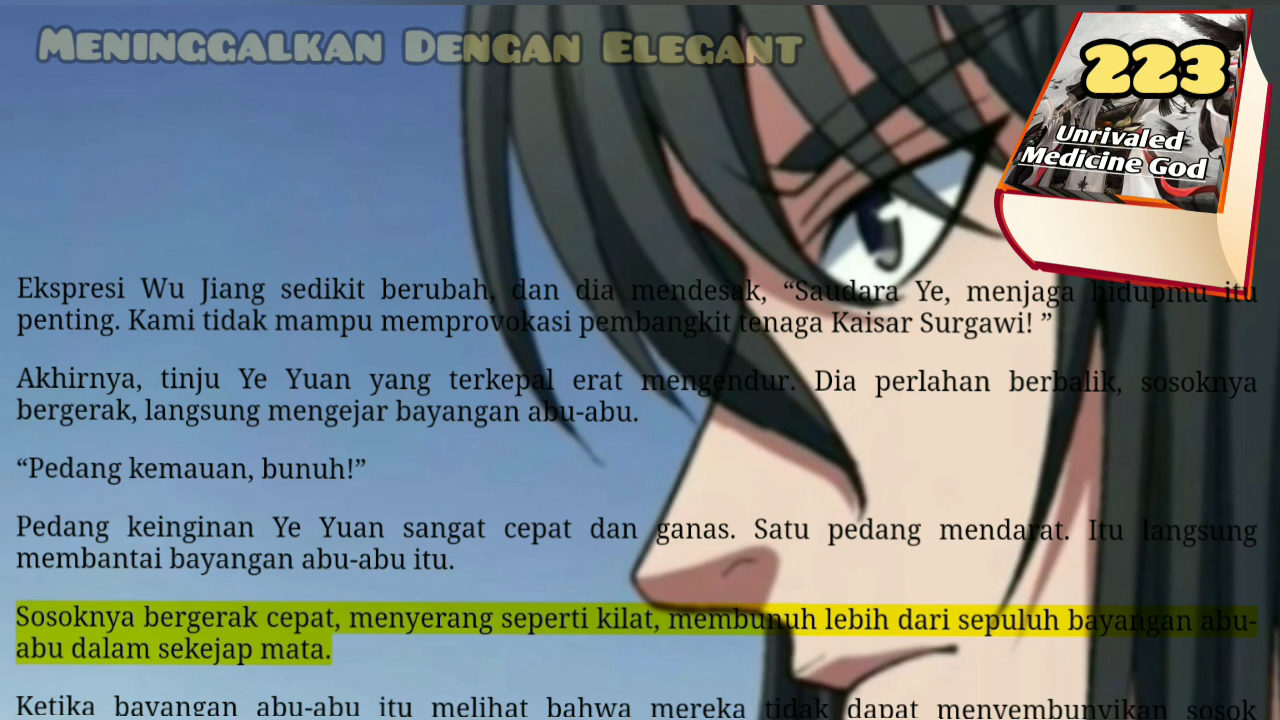 Meninggalkan Dengan Elegant
223
Unrivaled
Medicine God
Ekspresi Wu Jiang sedikit berubah, dan dia mendesak, “Saudara Ye, menjaga hidupmu itu
penting. Kami tidak mampu memprovokasi pembangkit tenaga Kaisar Surgawi! ”
Akhirnya, tinju Ye Yuan yang terkepal erat mengendur. Dia perlahan berbalik, sosoknya
bergerak, langsung mengejar bayangan abu-abu.
“Pedang kemauan, bunuh!”
Pedang keinginan Ye Yuan sangat cepat dan ganas. Satu pedang mendarat. Itu langsung
membantai bayangan abu-abu itu.
Sosoknya bergerak cepat, menyerang seperti kilat, membunuh lebih dari sepuluh bayangan abu-
abu dalam sekejap mata.
Ketika bayangan abu-abu itu melihat bahwa mereka tidak dapat menyembunyikan sosok